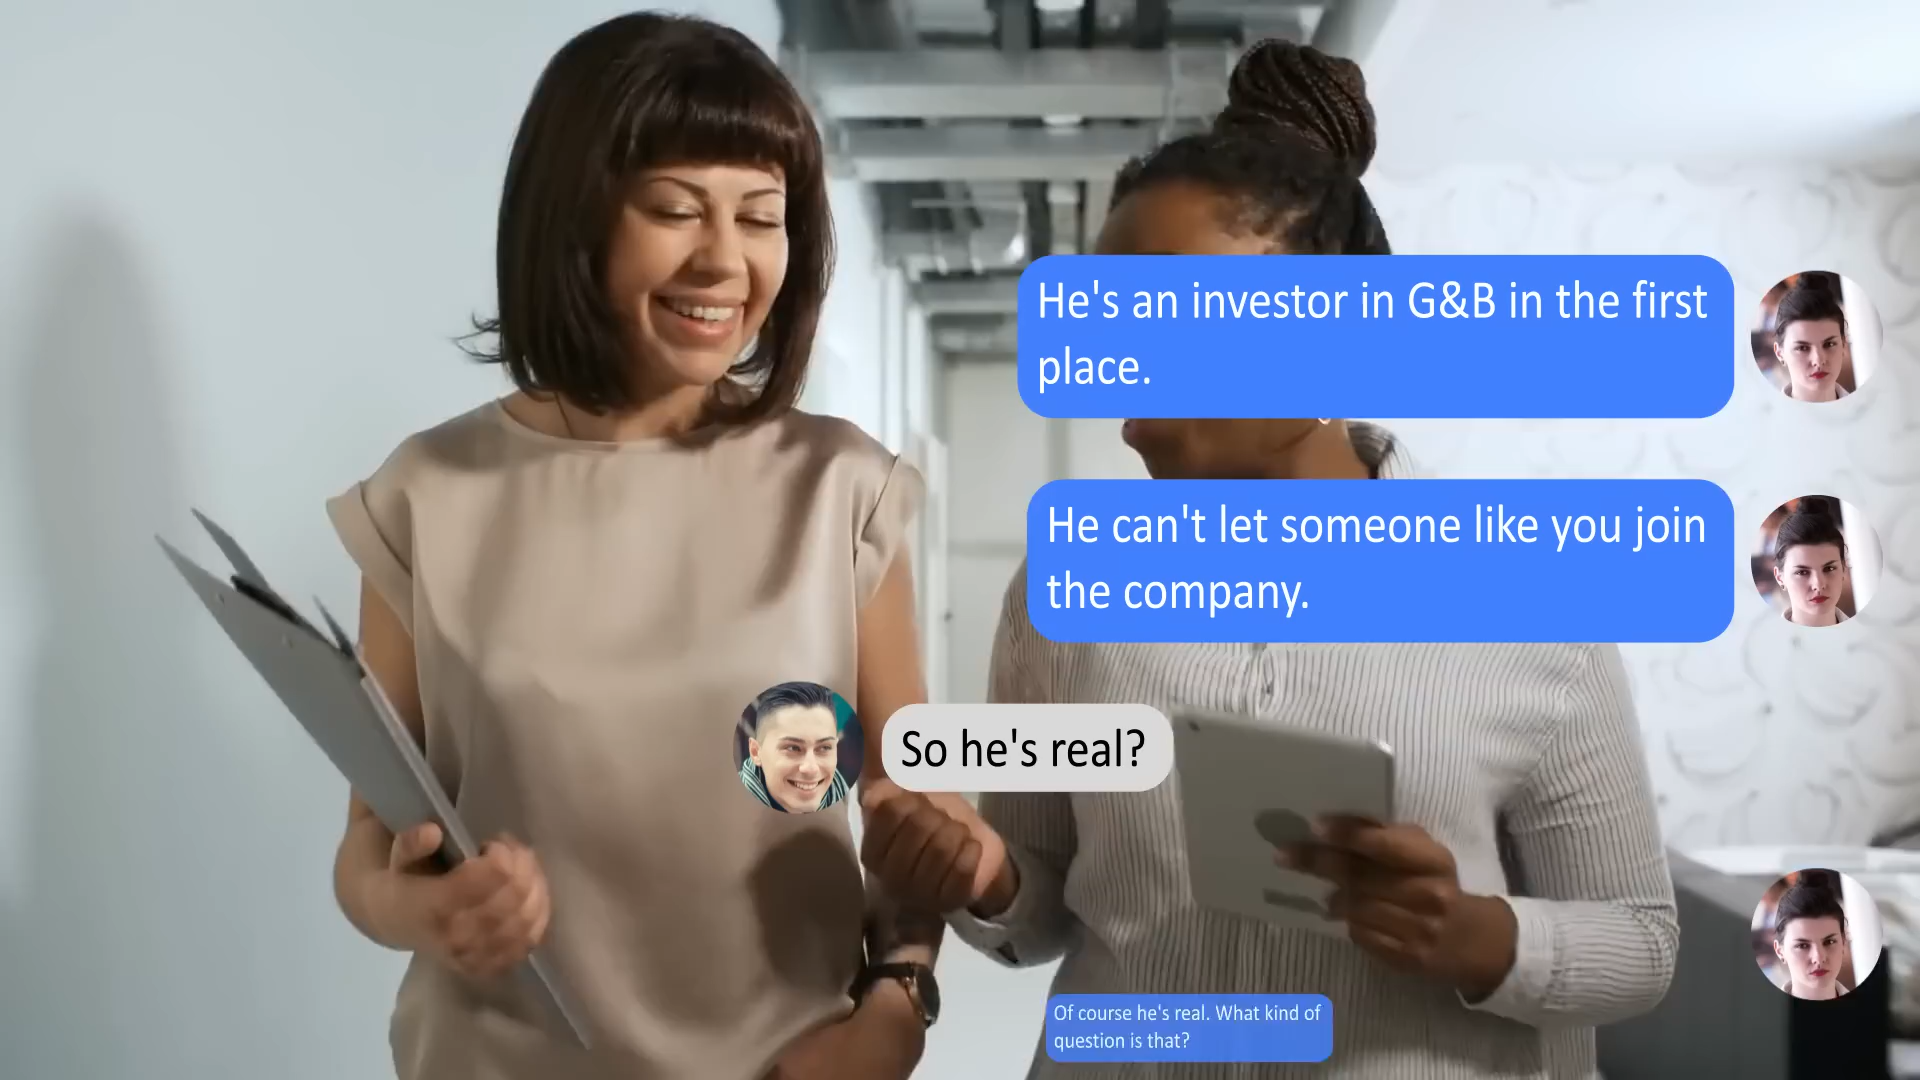 He's an investor in G&B in the first
place.
He can't let someone like you join
the company.
So he's real?
Of course he's real. What kind of
question is that?